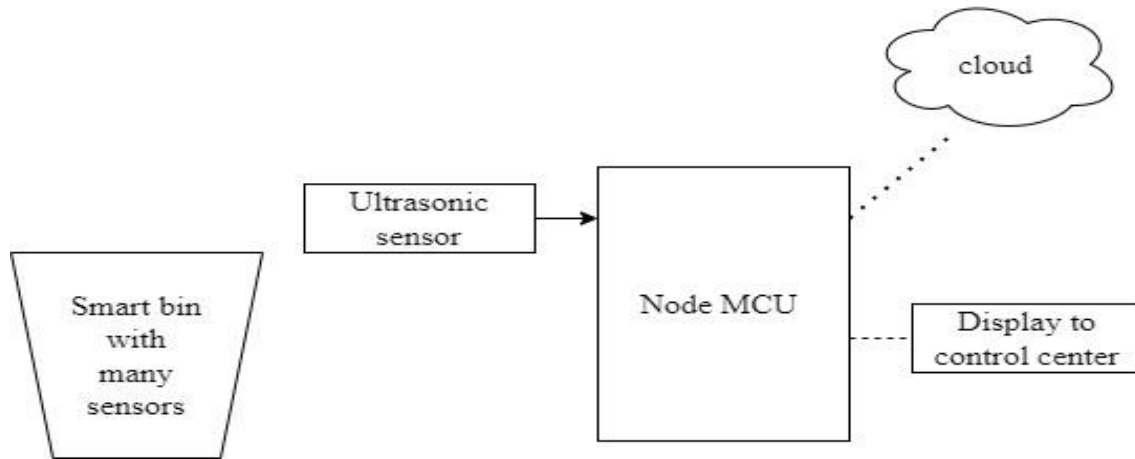 cloud
Ultrasonic
sensor
Smart bin
with
many
sensors
Node MCU
Display to
control center